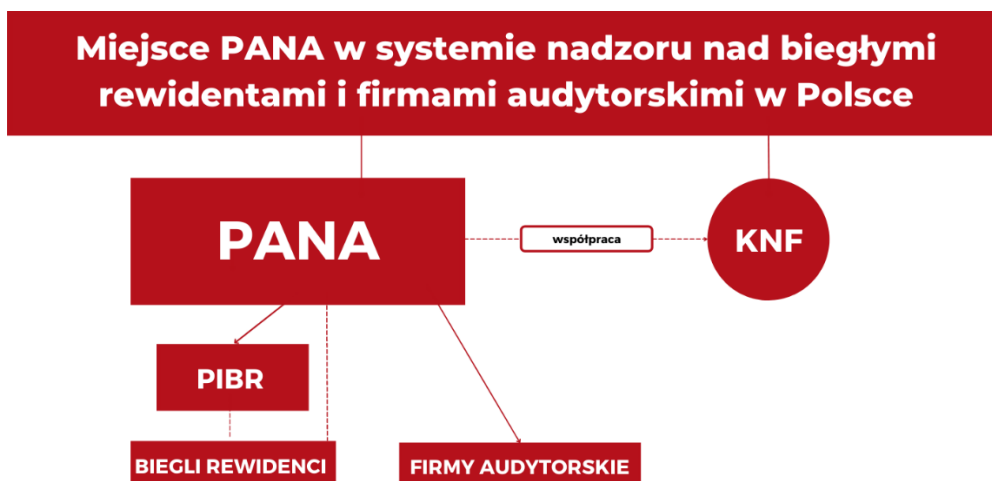 Miejsce PANA w systemie nadzoru nad biegłymi
rewidentami i firmami audytorskimi w Polsce
PANA
współpraca
KNF
PIBR
BIEGLI REWIDENCI
FIRMY AUDYTORSKIE